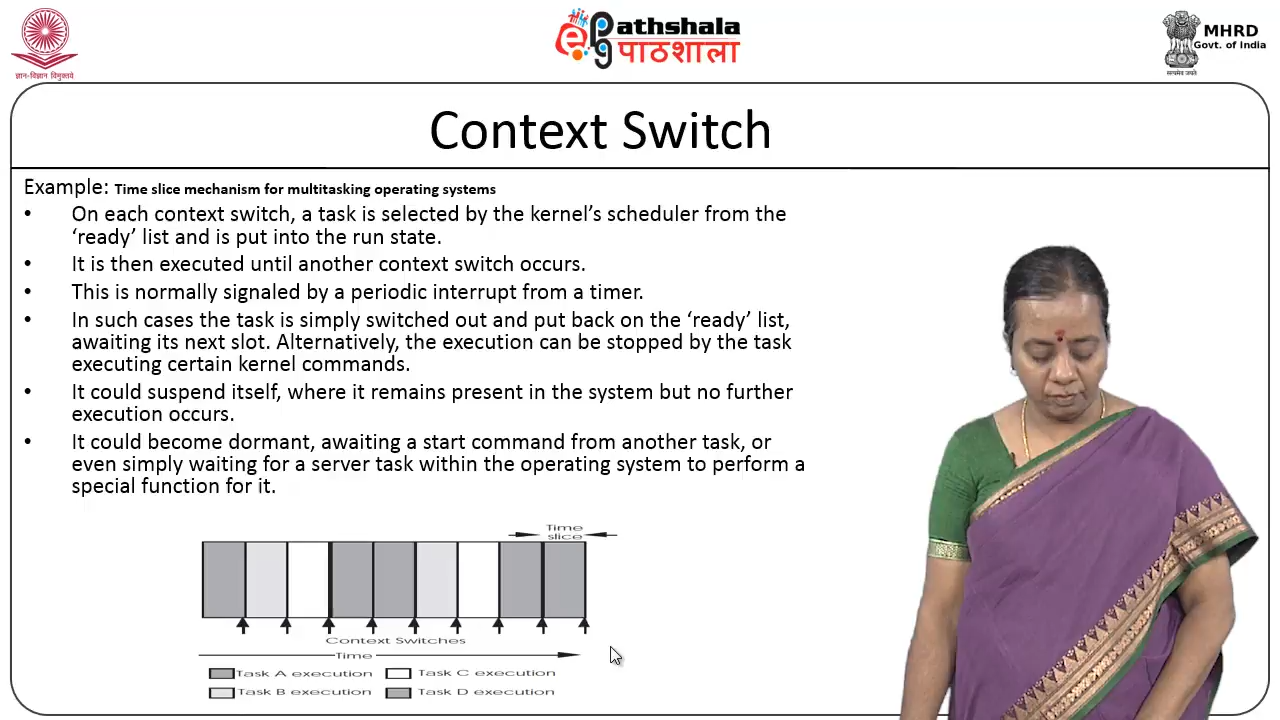 ज्ञान-विज्ञान विमुक्तये
ePG Pathshala
पाठशाला
MHRD
Govt. of India
सत्यमेव जयते
Context Switch
Example: Time slice mechanism for multitasking operating systems
• On each context switch, a task is selected by the kernel’s scheduler from the
‘ready’ list and is put into the run state.
• It is then executed until another context switch occurs.
• This is normally signaled by a periodic interrupt from a timer.
• In such cases the task is simply switched out and put back on the ‘ready’ list,
awaiting its next slot. Alternatively, the execution can be stopped by the task
executing certain kernel commands.
• It could suspend itself, where it remains present in the system but no further
execution occurs.
• It could become dormant, awaiting a start command from another task, or
even simply waiting for a server task within the operating system to perform a
special function for it.
Time
slice
Context Switches
Time
Task A execution
Task C execution
Task B execution
Task D execution